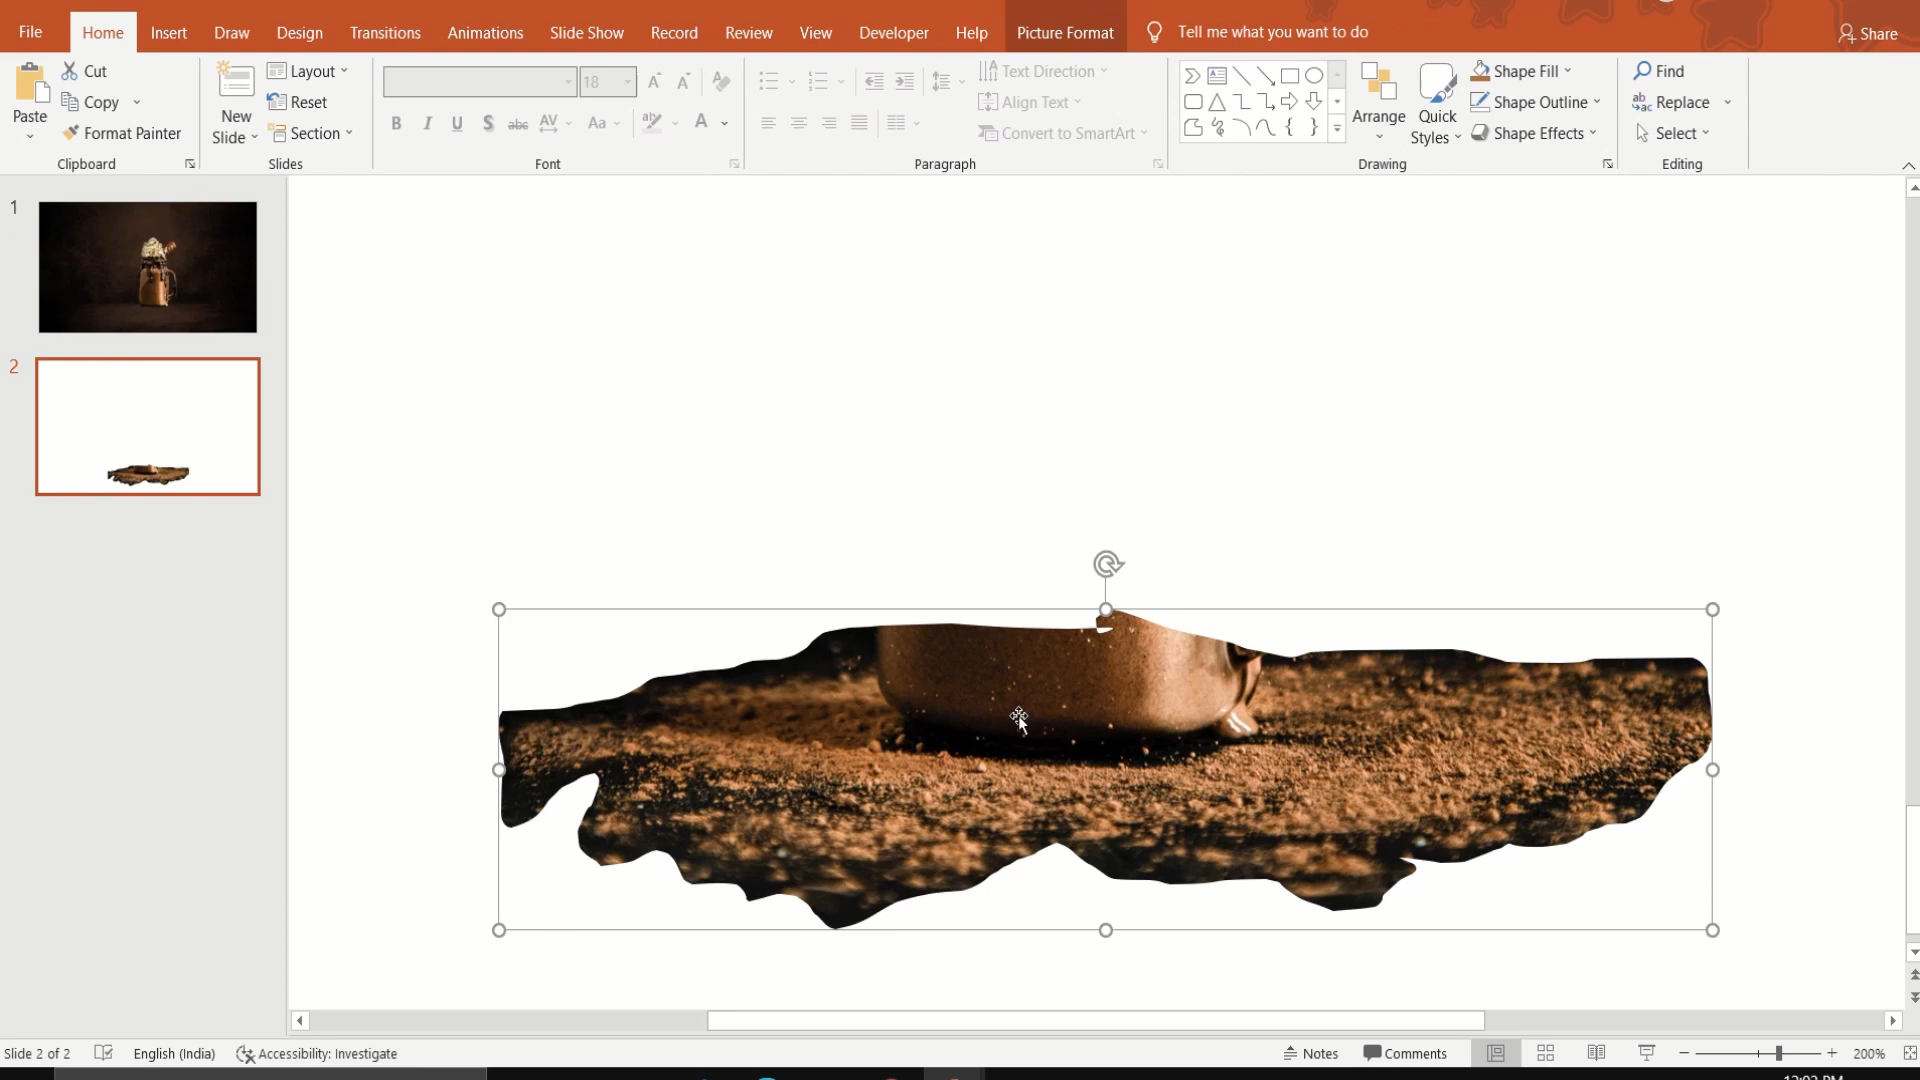 File Home Insert Draw Design Transitions Animations Slide Show Record Review View Developer Help Picture Format Tell me what you want to do Share
Paste
Cut
Copy
Format Painter
Clipboard
New
Slide
Layout
Reset
Section
Slides
18
B I U S abc AV Aa A
Font
Text Direction
Align Text
Convert to SmartArt
Paragraph
Arrange
Quick
Styles
Shape Fill
Shape Outline
Shape Effects
Drawing
Find
Replace
Select
Editing
1
2
Slide 2 of 2 English (India) Accessibility: Investigate Notes Comments 200%